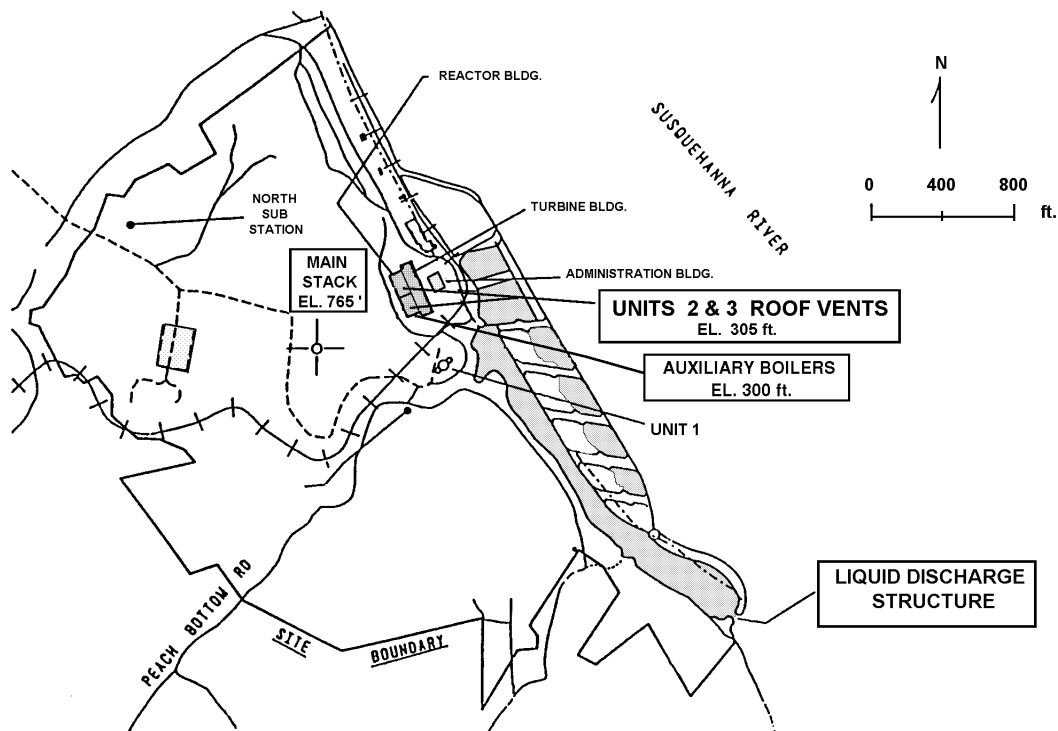 REACTOR BLDG.
N
SUSQUEHANNA RIVER
0 400 800
ft.
NORTH
SUB
STATION
TURBINE BLDG.
MAIN
STACK
EL. 765 '
ADMINISTRATION BLDG.
UNITS 2 & 3 ROOF VENTS
EL. 305 ft.
AUXILIARY BOILERS
EL. 300 ft.
UNIT 1
LIQUID DISCHARGE
STRUCTURE
PEACH BOTTOM RD
SITE BOUNDARY